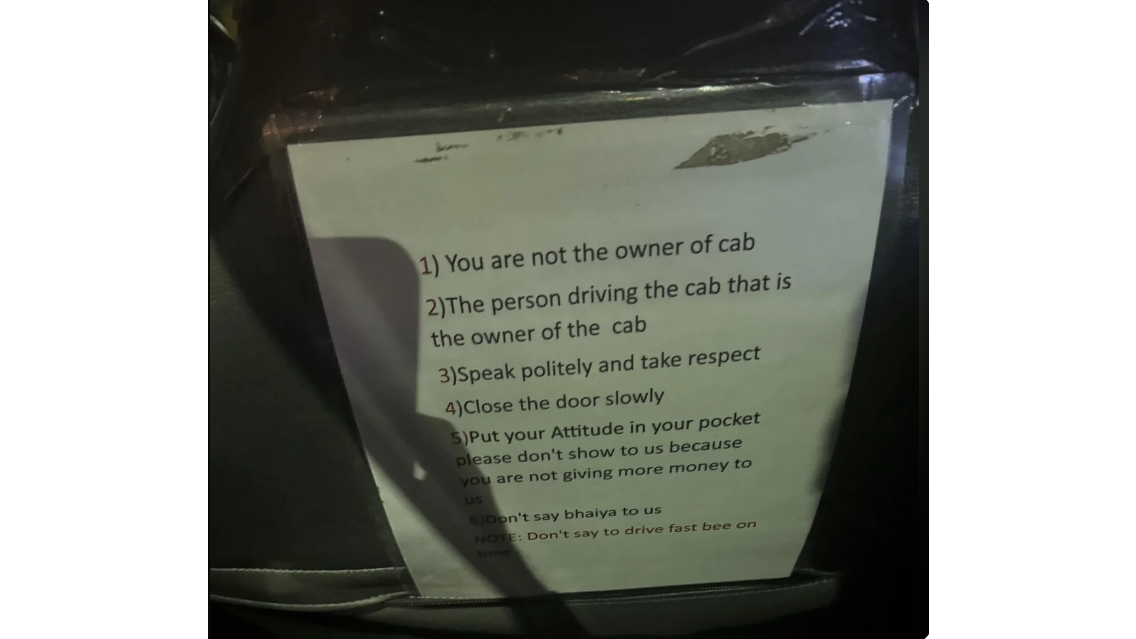 1) You are not the owner of cab
2)The person driving the cab that is
the owner of the cab
3)Speak politely and take respect
4)Close the door slowly
5)Put your Attitude in your pocket
please don't show to us because
you are not giving more money to
us
6)Don't say bhaiya to us
NOTE: Don't say to drive fast bee on
time